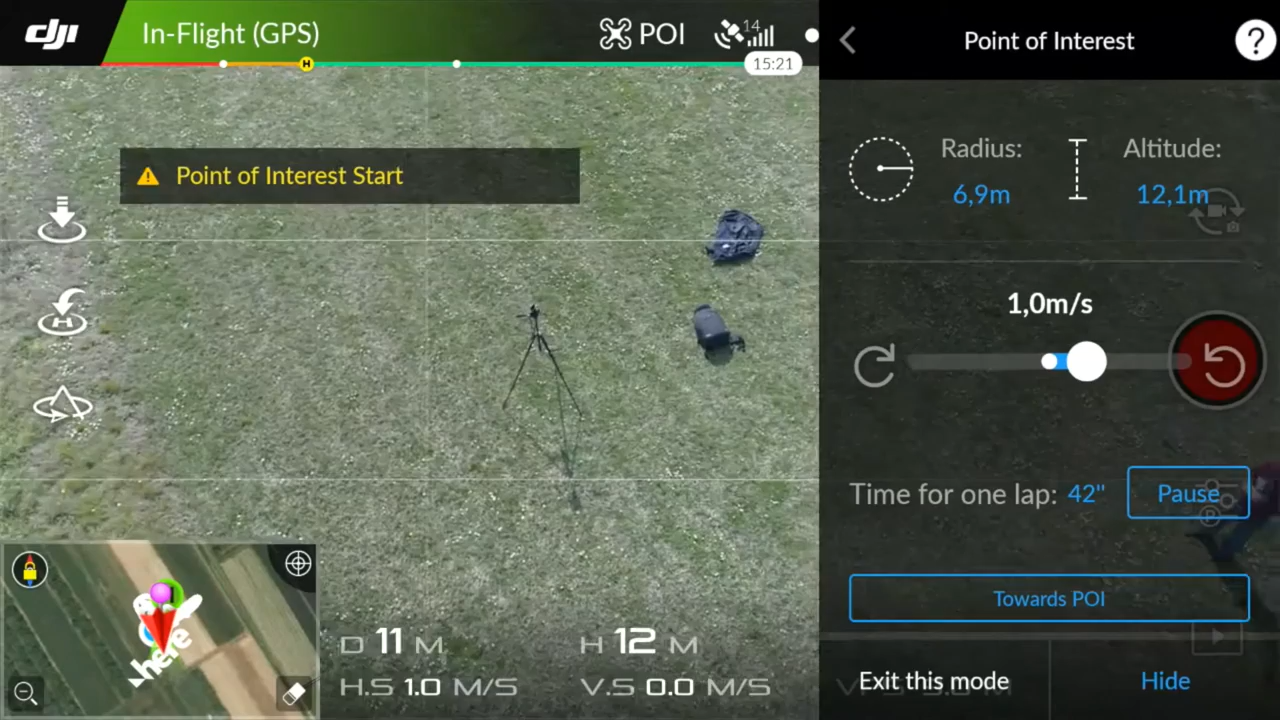 dji
In-Flight (GPS)
POI
14
H
15:21
Point of Interest
?
Point of Interest Start
Radius:
6,9m
Altitude:
12,1m
H
1,0m/s
Time for one lap: 42"
Pause
Towards POI
here
D 11 M
H 12 M
H.S 1.0 M/S
V.S 0.0 M/S
Exit this mode
Hide